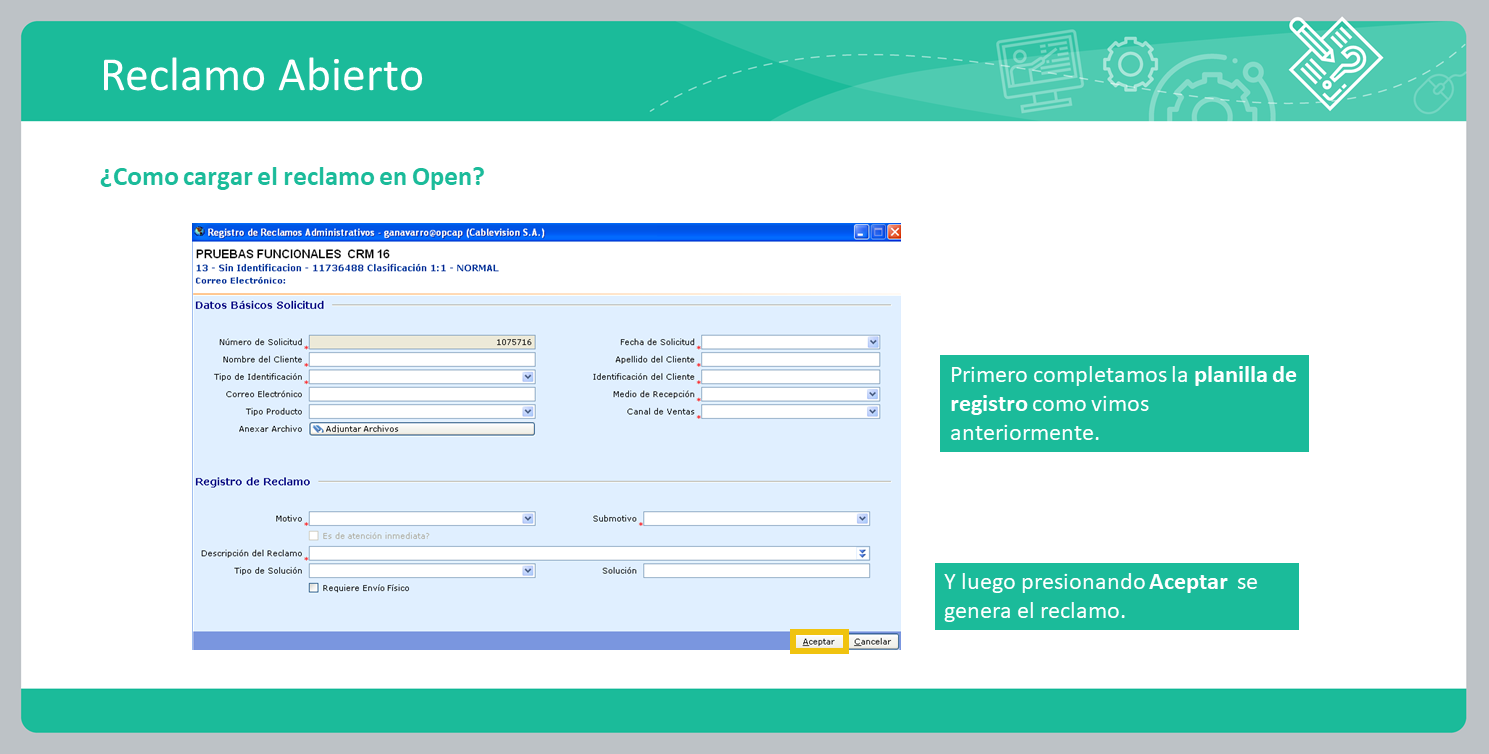 Reclamo Abierto
¿Como cargar el reclamo en Open?
Registro de Reclamos Administrativos - ganavarro@opcap (Cablevision S.A.)
PRUEBAS FUNCIONALES CRM 16
13 - Sin Identificacion - 11736488 Clasificación 1:1 - NORMAL
Correo Electrónico:
Datos Básicos Solicitud
Número de Solicitud * 1075716 Fecha de Solicitud *
Nombre del Cliente * Apellido del Cliente *
Tipo de Identificación * Identificación del Cliente *
Correo Electrónico Medio de Recepción *
Tipo Producto Canal de Ventas *
Anexar Archivo Adjuntar Archivos
Registro de Reclamo
Motivo * Submotivo *
Es de atención inmediata?
Descripción del Reclamo *
Tipo de Solución Solución
Requiere Envío Físico
Aceptar Cancelar
Primero completamos la planilla de
registro como vimos
anteriormente.
Y luego presionando Aceptar se
genera el reclamo.